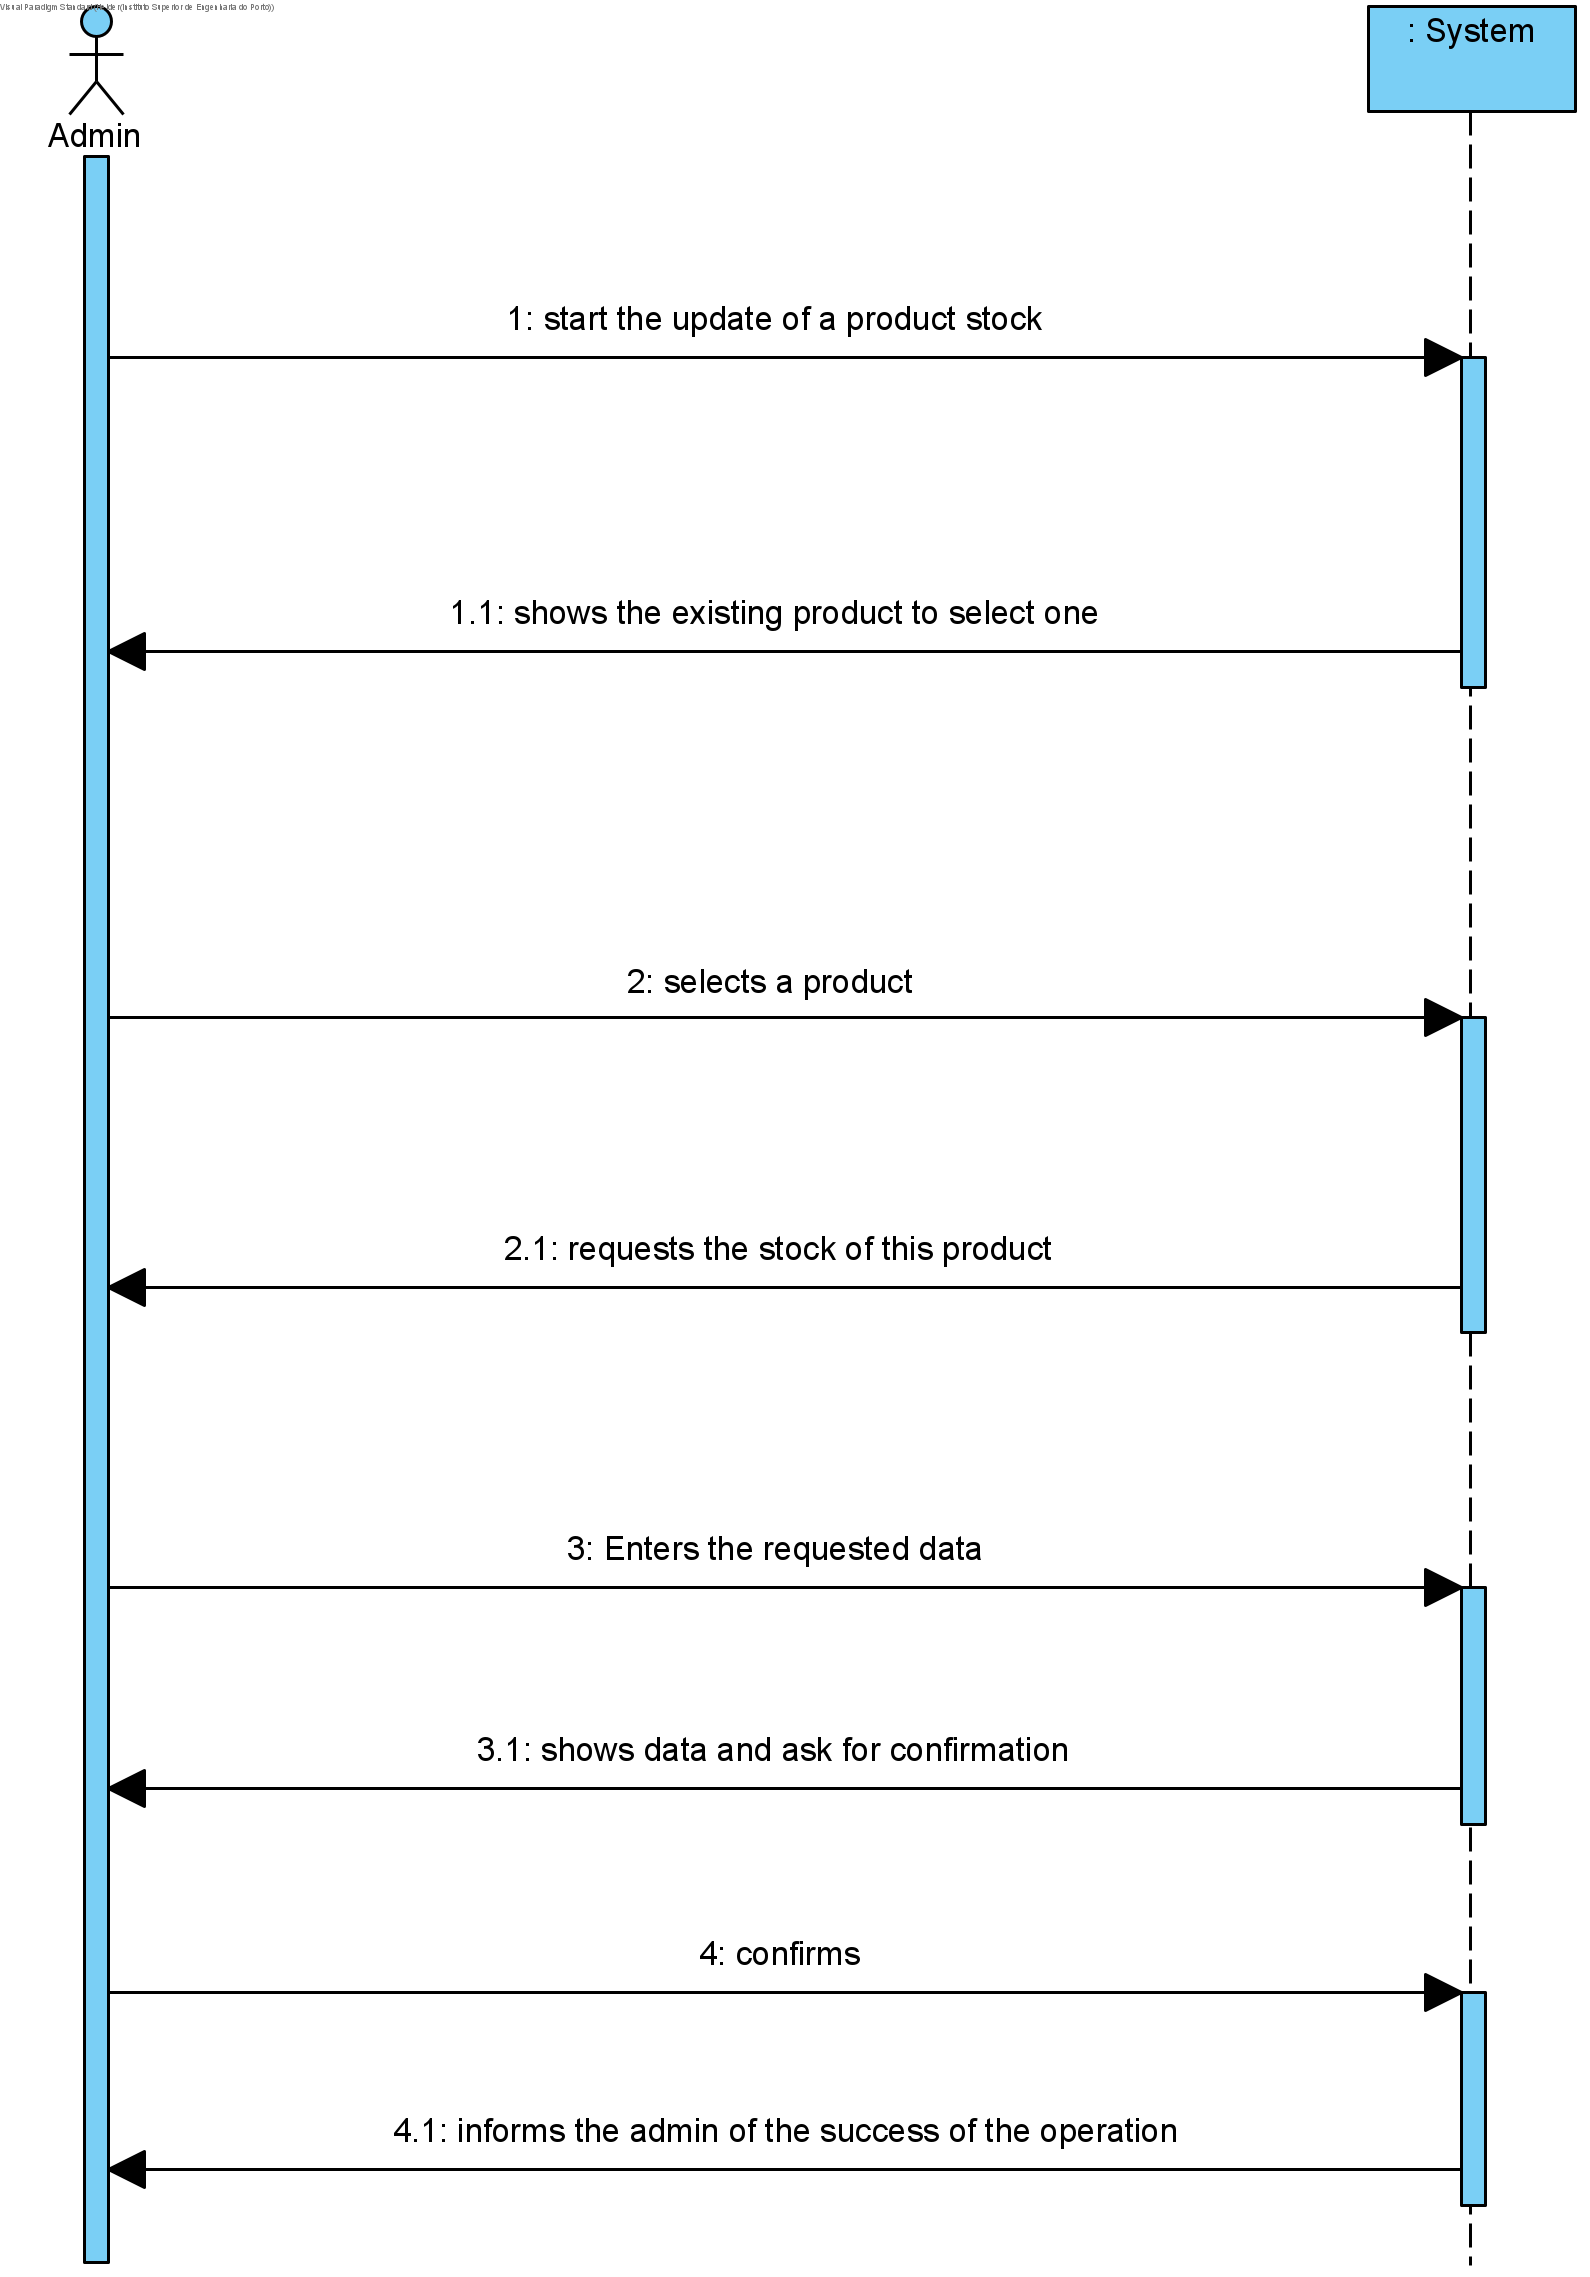 Visual Paradigm Standard (Instituto Superior de Engenharia do Porto))
: System
Admin
1: start the update of a product stock
1.1: shows the existing product to select one
2: selects a product
2.1: requests the stock of this product
3: Enters the requested data
3.1: shows data and ask for confirmation
4: confirms
4.1: informs the admin of the success of the operation